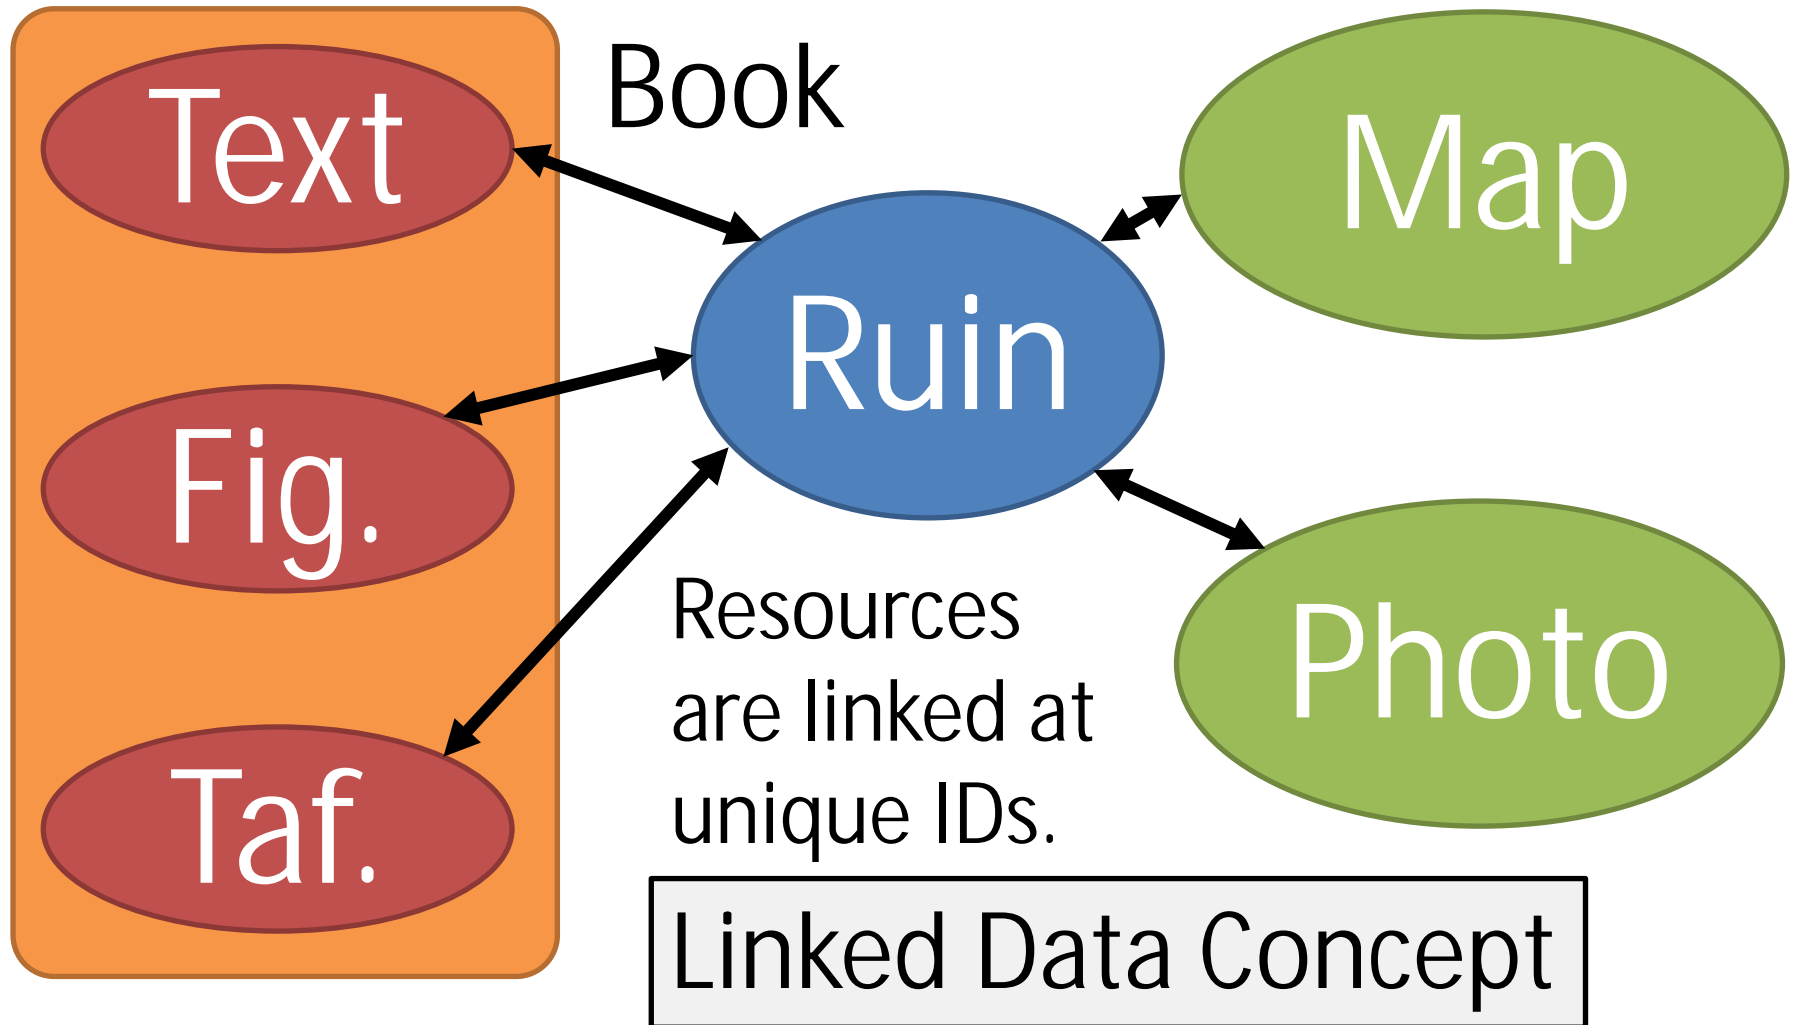 Text
Book
Map
Ruin
Fig.
Photo
Taf.
Resources
are linked at
unique IDs.
Linked Data Concept